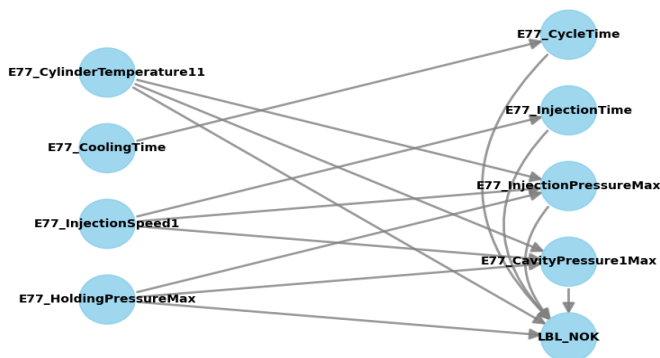 E77_CylinderTemperature11
E77_CoolingTime
E77_InjectionSpeed1
E77_HoldingPressureMax
E77_CycleTime
E77_InjectionTime
E77_InjectionPressureMax
E77_CavityPressure1Max
LBL_NOK